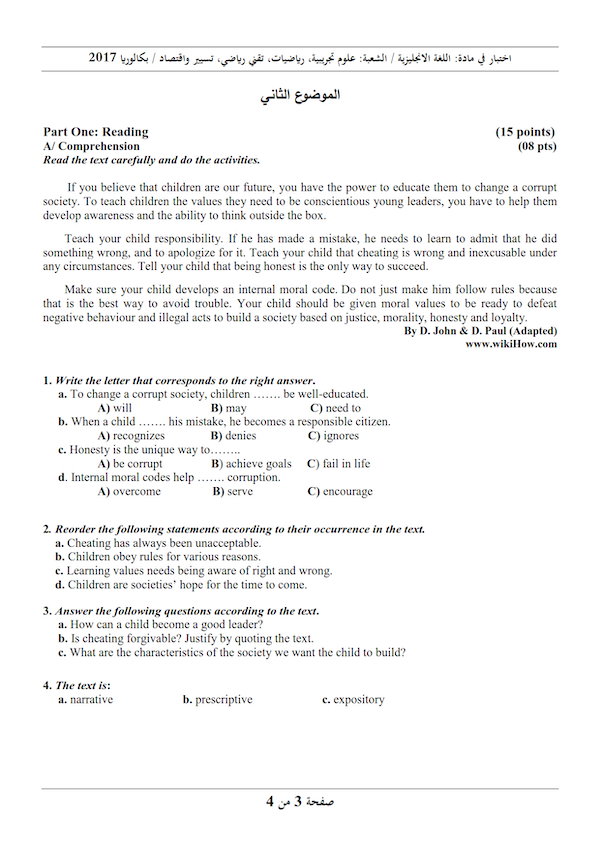 اختبار في مادة: اللغة الانجليزية / الشعبة: علوم تجريبية، رياضيات، تقني رياضي، تسيير واقتصاد / بكالوريا 2017
الموضوع الثاني
Part One: Reading (15 points)
A/ Comprehension (08 pts)
Read the text carefully and do the activities.
If you believe that children are our future, you have the power to educate them to change a corrupt
society. To teach children the values they need to be conscientious young leaders, you have to help them
develop awareness and the ability to think outside the box.
Teach your child responsibility. If he has made a mistake, he needs to learn to admit that he did
something wrong, and to apologize for it. Teach your child that cheating is wrong and inexcusable under
any circumstances. Tell your child that being honest is the only way to succeed.
Make sure your child develops an internal moral code. Do not just make him follow rules because
that is the best way to avoid trouble. Your child should be given moral values to be ready to defeat
negative behaviour and illegal acts to build a society based on justice, morality, honesty and loyalty.
By D. John & D. Paul (Adapted)
www.wikiHow.com
1. Write the letter that corresponds to the right answer.
a. To change a corrupt society, children ……. be well-educated.
A) will B) may C) need to
b. When a child ……. his mistake, he becomes a responsible citizen.
A) recognizes B) denies C) ignores
c. Honesty is the unique way to……..
A) be corrupt B) achieve goals C) fail in life
d. Internal moral codes help ……. corruption.
A) overcome B) serve C) encourage
2. Reorder the following statements according to their occurrence in the text.
a. Cheating has always been unacceptable.
b. Children obey rules for various reasons.
c. Learning values needs being aware of right and wrong.
d. Children are societies' hope for the time to come.
3. Answer the following questions according to the text.
a. How can a child become a good leader?
b. Is cheating forgivable? Justify by quoting the text.
c. What are the characteristics of the society we want the child to build?
4. The text is:
a. narrative b. prescriptive c. expository
صفحة 3 من 4